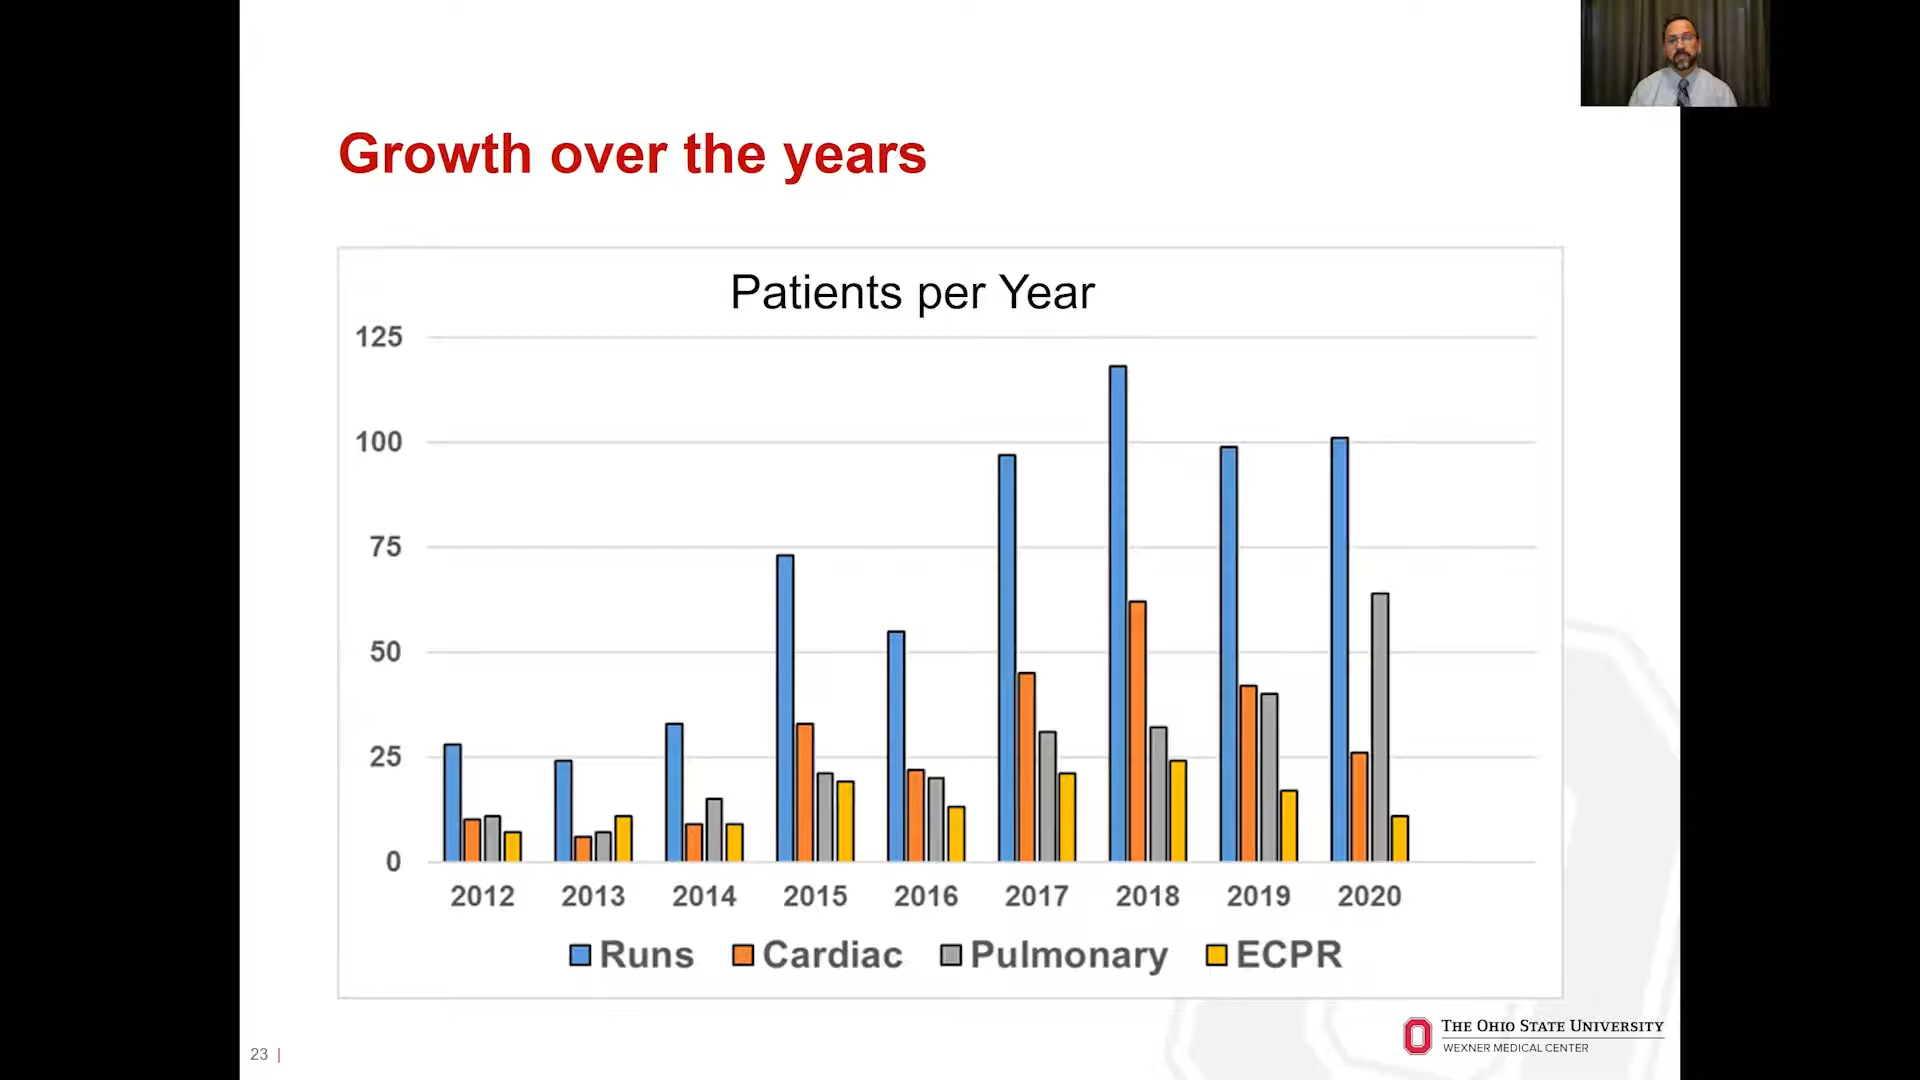 Growth over the years
Patients per Year
125
100
75
50
25
0
2012 2013 2014 2015 2016 2017 2018 2019 2020
Runs Cardiac Pulmonary ECPR
THE OHIO STATE UNIVERSITY
WEXNER MEDICAL CENTER
23 |